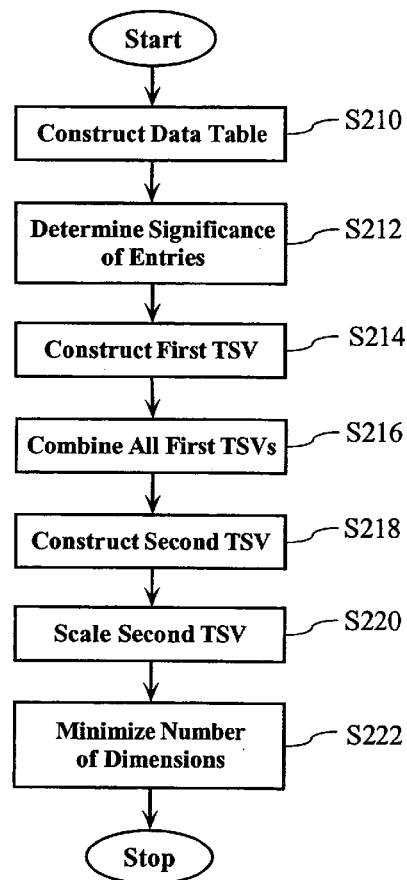 Start
Construct Data Table
S210
Determine Significance
of Entries
S212
Construct First TSV
S214
Combine All First TSVs
S216
Construct Second TSV
S218
Scale Second TSV
S220
Minimize Number
of Dimensions
S222
Stop